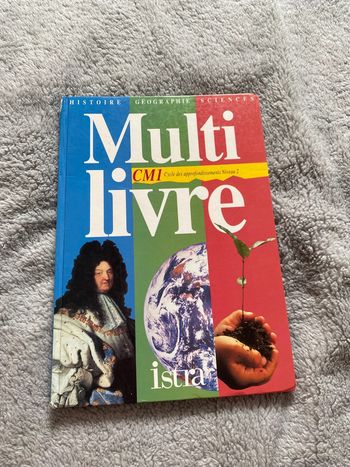 HISTOIRE GÉOGRAPHIE SCIENCES
Multi
CM1 Cycle des approfondissements Niveau 2
livre
istra